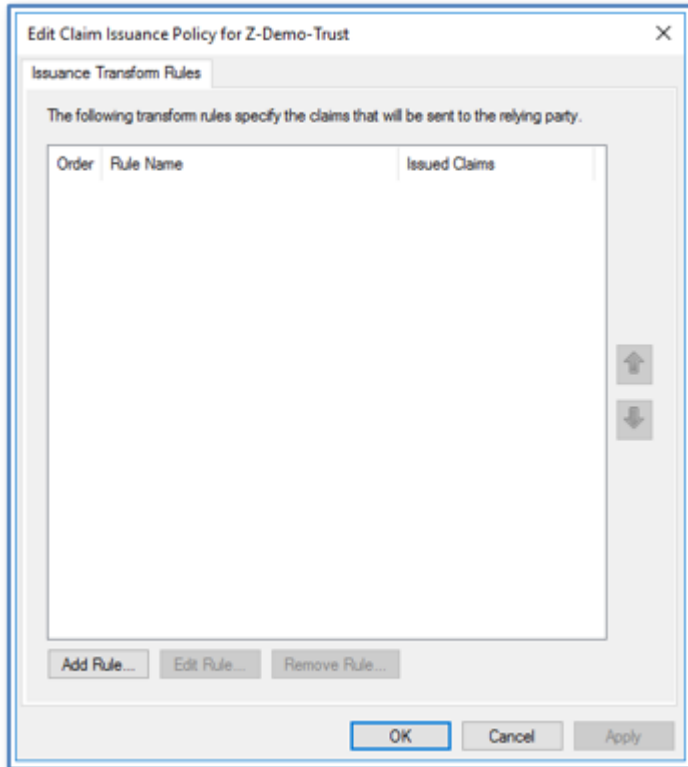 Edit Claim Issuance Policy for Z-Demo-Trust
Issuance Transform Rules
The following transform rules specify the claims that will be sent to the relying party.
Order Rule Name Issued Claims
Add Rule... Edit Rule... Remove Rule...
OK Cancel Apply